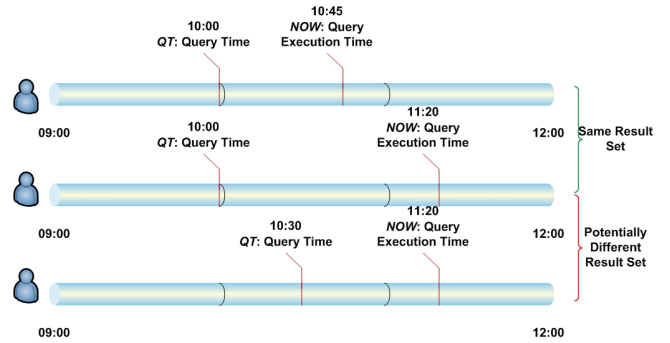 10:00
QT: Query Time
10:45
NOW: Query
Execution Time
09:00
12:00
10:00
QT: Query Time
11:20
NOW: Query
Execution Time
Same Result
Set
09:00
12:00
10:30
QT: Query Time
11:20
NOW: Query
Execution Time
Potentially
Different
Result Set
09:00
12:00